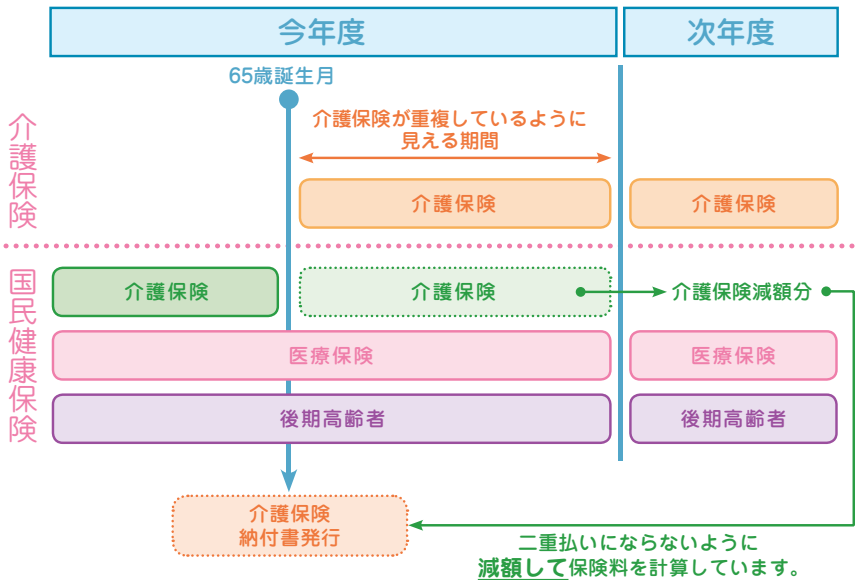 今年度
次年度
65歳誕生月
介護保険が重複しているように
見える期間
介護保険
介護保険
介護保険
国民健康保険
介護保険
介護保険
介護保険減額分
医療保険
医療保険
後期高齢者
後期高齢者
介護保険
納付書発行
二重払いにならないように
減額して保険料を計算しています。